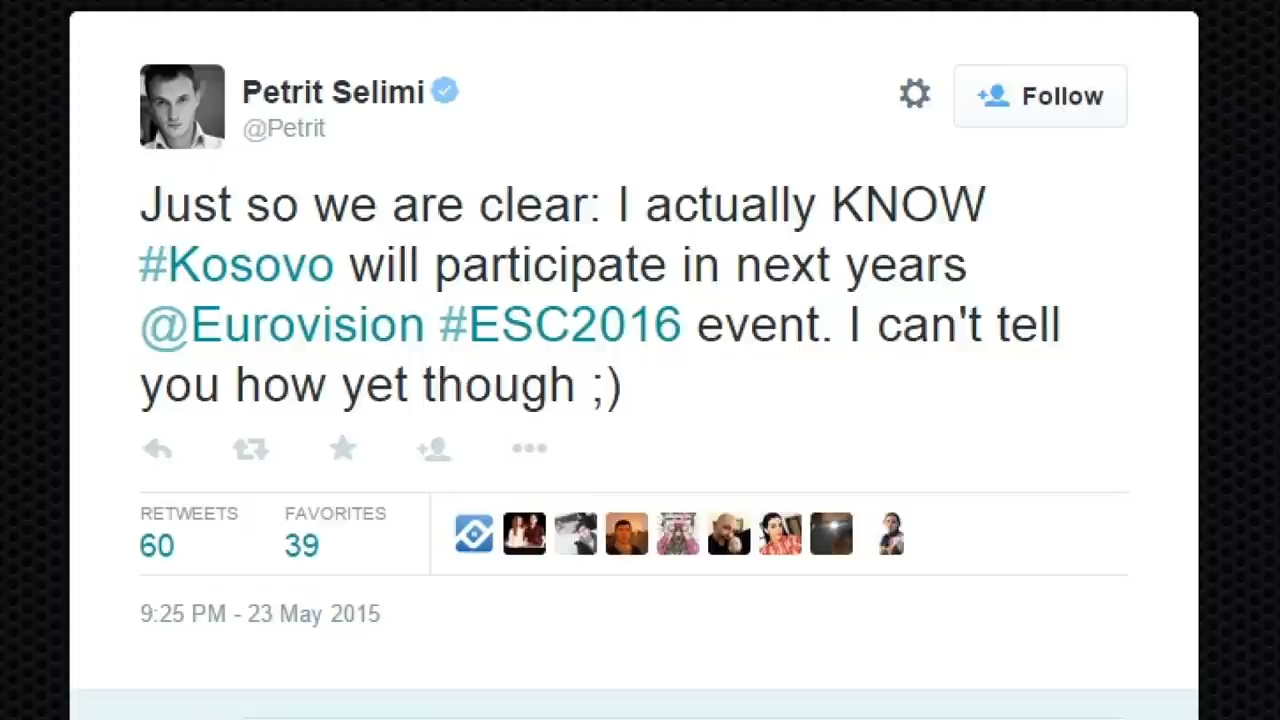 Petrit Selimi
@Petrit
Follow
Just so we are clear: I actually KNOW
#Kosovo will participate in next years
@Eurovision #ESC2016 event. I can't tell
you how yet though ;)
RETWEETS FAVORITES
60 39
9:25 PM - 23 May 2015